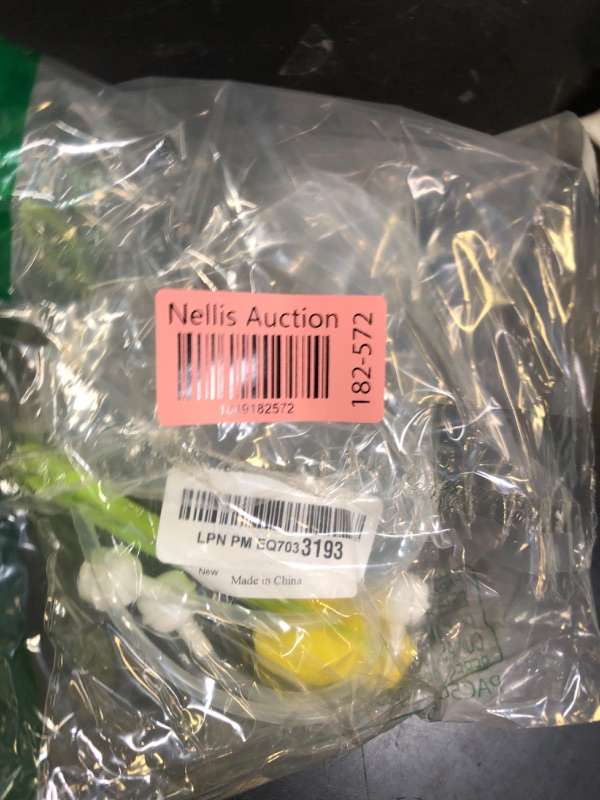 Nellis Auction
182-572
1049182572
LPN PM EQ7033193
New Made in China